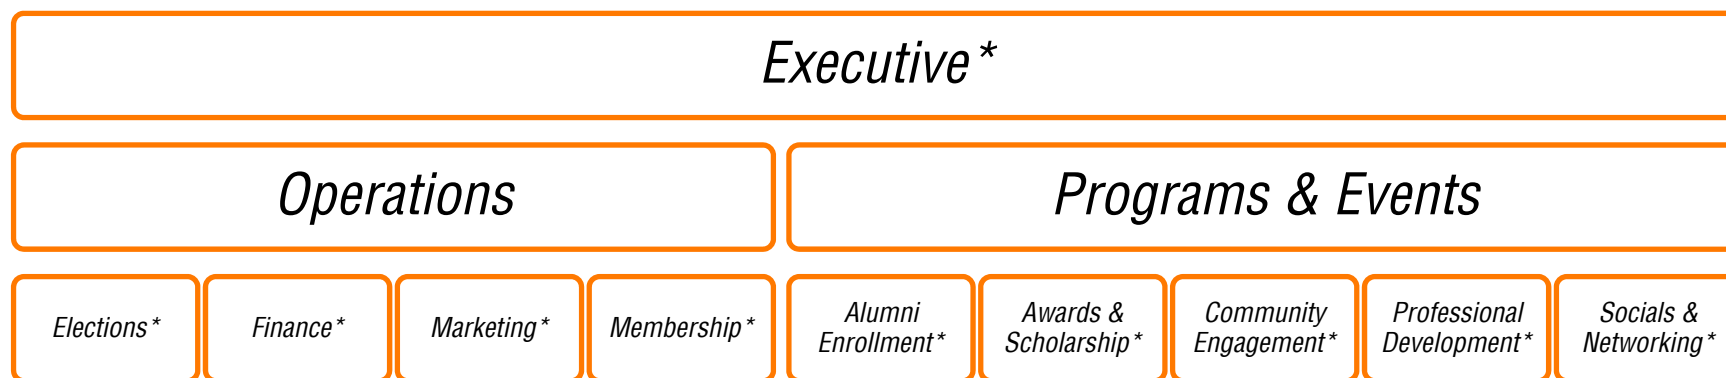 Executive*
Operations
Programs & Events
Elections*
Finance*
Marketing*
Membership*
Alumni
Enrollment*
Awards &
Scholarship*
Community
Engagement*
Professional
Development*
Socials &
Networking*